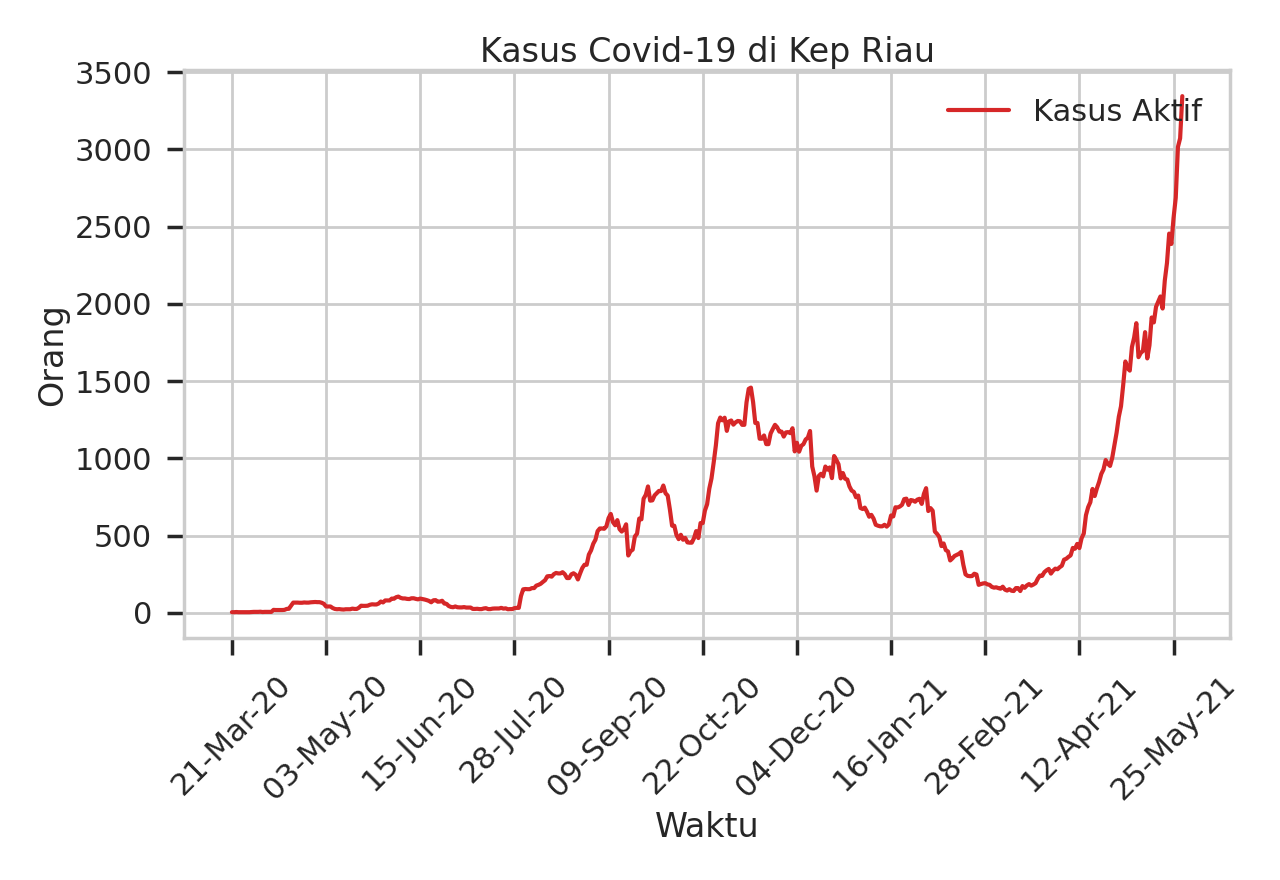 Kasus Covid-19 di Kep Riau
Kasus Aktif
Orang
3500
3000
2500
2000
1500
1000
500
0
21-Mar-20
03-May-20
15-Jun-20
28-Jul-20
09-Sep-20
22-Oct-20
04-Dec-20
16-Jan-21
28-Feb-21
12-Apr-21
25-May-21
Waktu